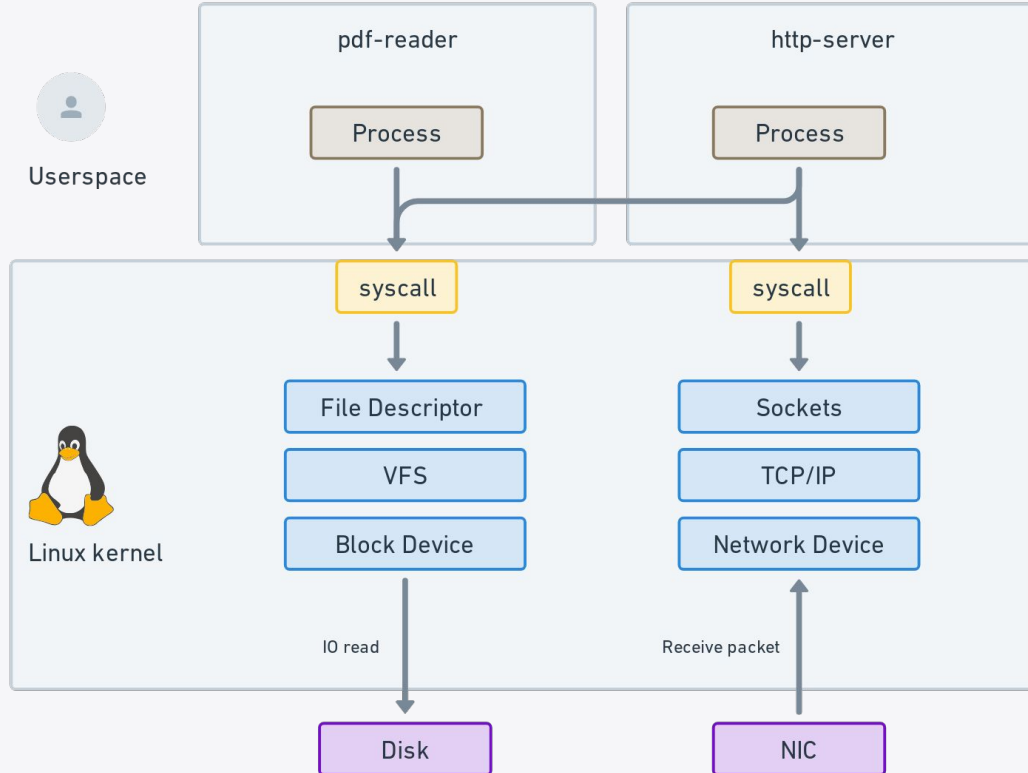 pdf-reader
http-server
Process
Process
Userspace
syscall
syscall
File Descriptor
Sockets
VFS
TCP/IP
Block Device
Network Device
Linux kernel
IO read
Receive packet
Disk
NIC